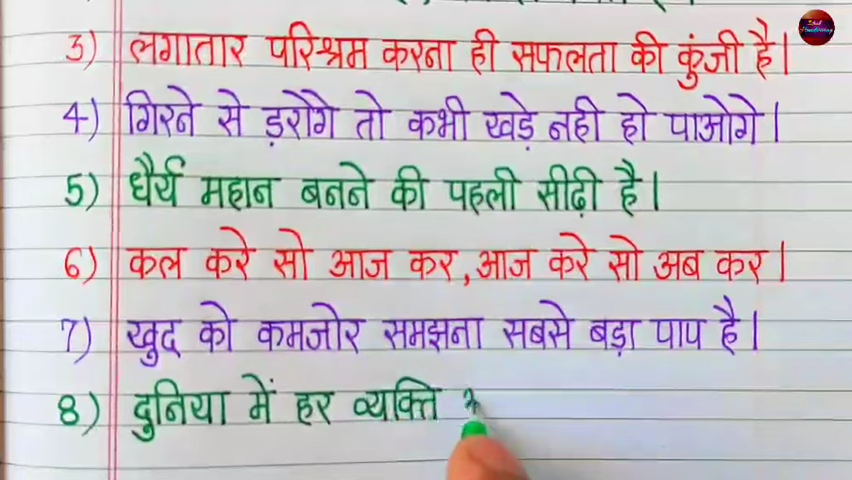 3) लगातार परिश्रम करना ही सफलता की कुंजी है।
4) गिरने से ड़रोगे तो कभी खड़े नही हो पाओगे।
5) धैर्य महान बनने की पहली सीढ़ी है।
6) कल करे सो आज कर, आज करे सो अब कर।
7) खुद को कमजोर समझना सबसे बड़ा पाप है।
8) दुनिया में हर व्यक्ति